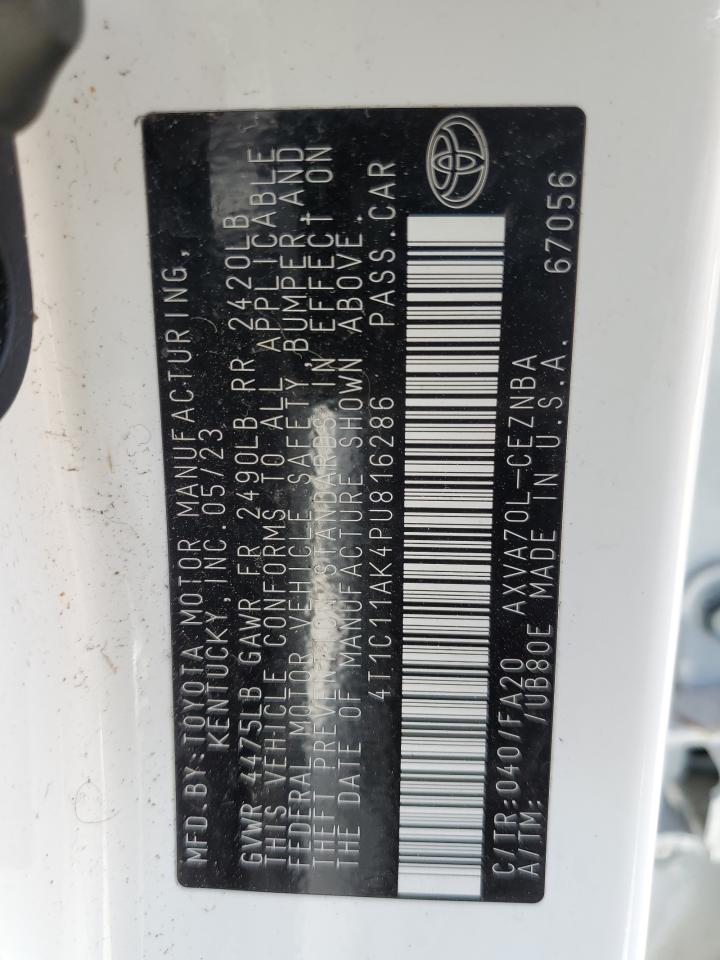 MFD.BY:TOYOTA MOTOR MANUFACTURING,
KENTUCKY, INC. 05/23
GVWR 4475LB GAWR FR 2490LB RR 2420LB
THIS VEHICLE CONFORMS TO ALL APPLICABLE
FEDERAL MOTOR VEHICLE SAFETY, BUMPER, AND
THEFT PREVENTION STANDARDS IN EFFECT ON
THE DATE OF MANUFACTURE SHOWN ABOVE.
4T1C11AK4PU816286 PASS.CAR
C/TR:040/FA20 AXVA70L-CEZNBA
A/TM: /UB80E MADE IN U.S.A. 67056